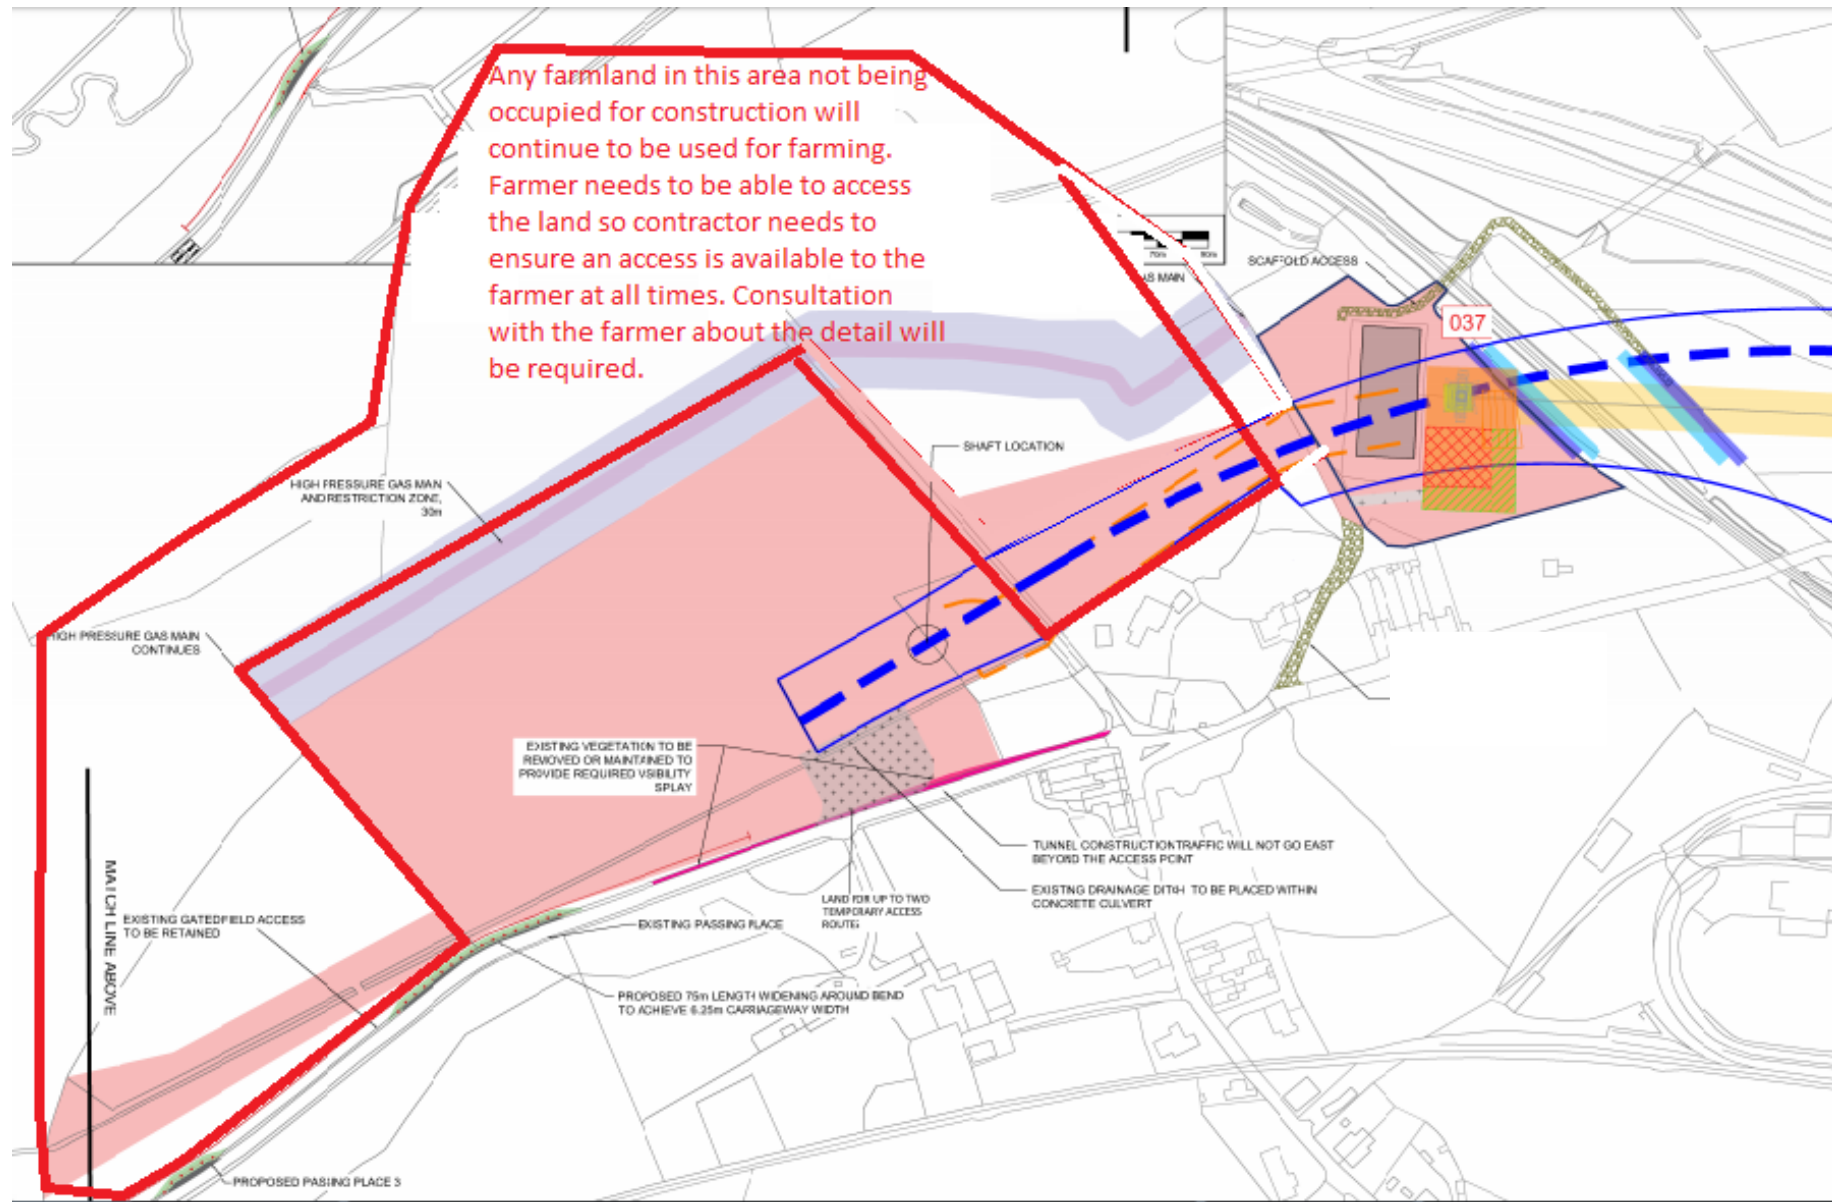 Any farmland in this area not being
occupied for construction will
continue to be used for farming.
Farmer needs to be able to access
the land so contractor needs to
ensure an access is available to the
farmer at all times. Consultation
with the farmer about the detail will
be required.
70m 90m
AS MAIN
SCAFFOLD ACCESS
037
SHAFT LOCATION
HIGH PRESSURE GAS MAIN
AND RESTRICTION ZONE,
30m
HIGH PRESSURE GAS MAIN
CONTINUES
EXISTING VEGETATION TO BE
REMOVED OR MAINTAINED TO
PROVIDE REQUIRED VISIBILITY
SPLAY
TUNNEL CONSTRUCTION TRAFFIC WILL NOT GO EAST
BEYOND THE ACCESS POINT
EXISTING DRAINAGE DITCH TO BE PLACED WITHIN
CONCRETE CULVERT
LAND FOR UP TO TWO
TEMPORARY ACCESS
ROUTES
MATCH LINE ABOVE
EXISTING GATED FIELD ACCESS
TO BE RETAINED
EXISTING PASSING PLACE
PROPOSED 75m LENGTH WIDENING AROUND BEND
TO ACHIEVE 6.25m CARRIAGEWAY WIDTH
PROPOSED PASSING PLACE 3